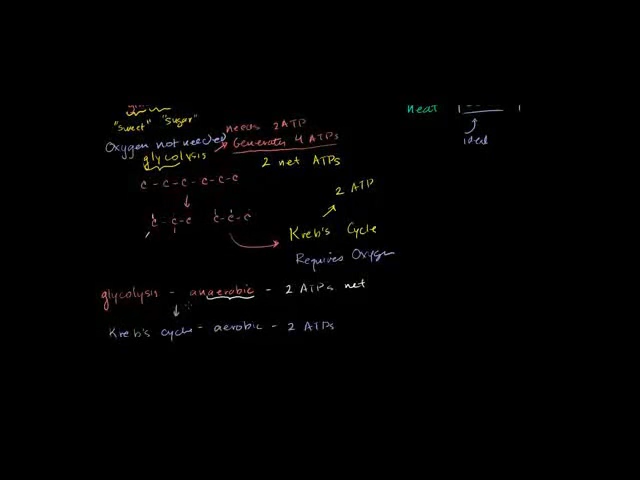 "sweet" "sugar"
Oxygen not needed
glycolysis
needs 2 ATP
Generates 4 ATPs
2 net ATPs
heat
ideal
C - C - C - C - C - C
C - C - C C - C - C
2 ATP
Kreb's Cycle
Requires Oxygen
glycolysis - anaerobic - 2 ATPs net
Kreb's cycle - aerobic - 2 ATPs